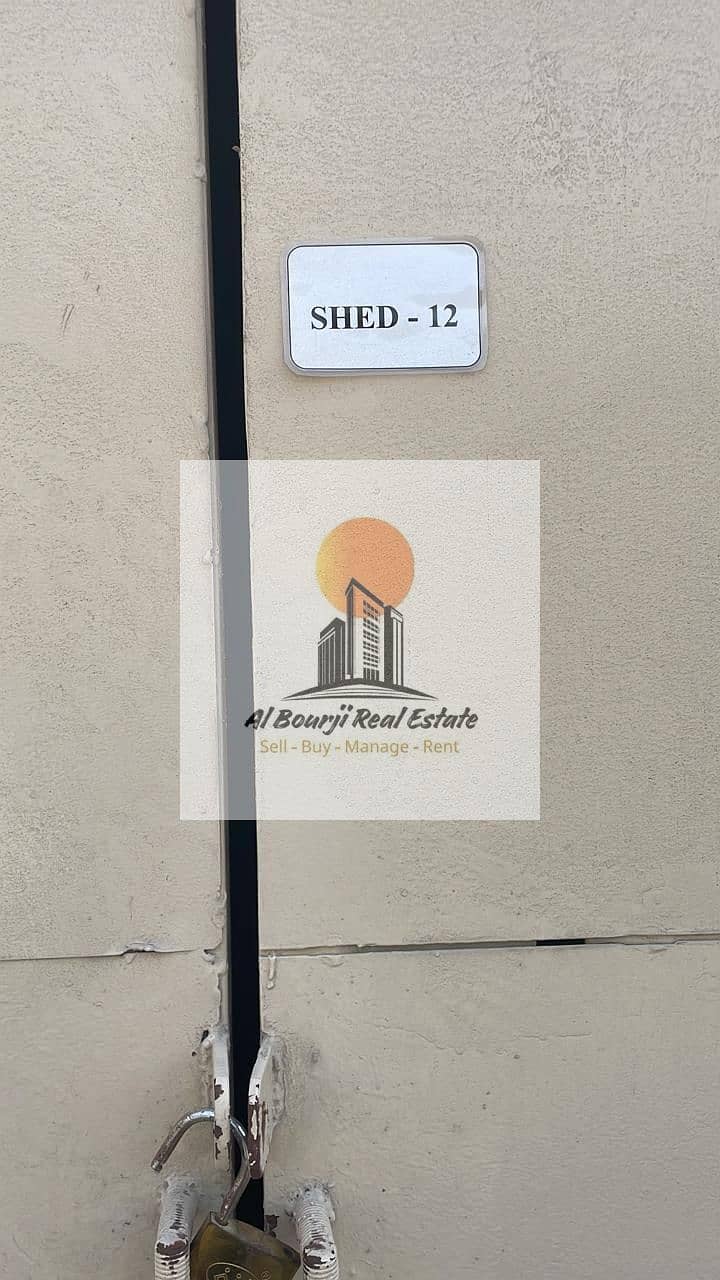 SHED - 12
Al Bourji Real Estate
Sell - Buy - Manage - Rent